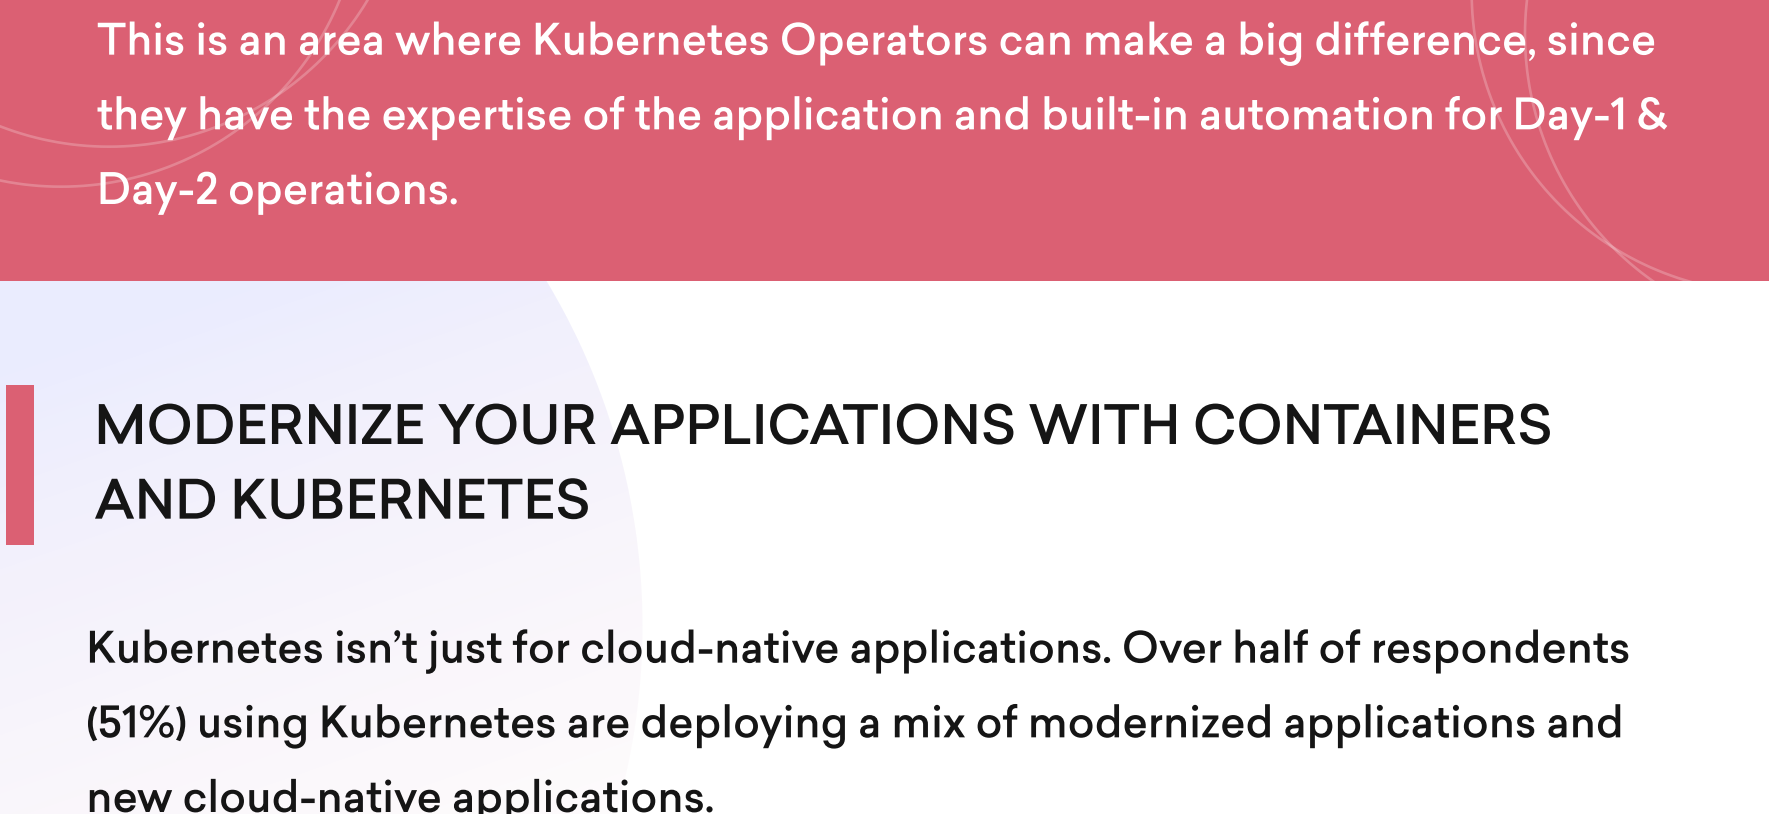 This is an area where Kubernetes Operators can make a big difference, since
they have the expertise of the application and built-in automation for Day-1 &
Day-2 operations.
MODERNIZE YOUR APPLICATIONS WITH CONTAINERS
AND KUBERNETES
Kubernetes isn’t just for cloud-native applications. Over half of respondents
(51%) using Kubernetes are deploying a mix of modernized applications and
new cloud-native applications.